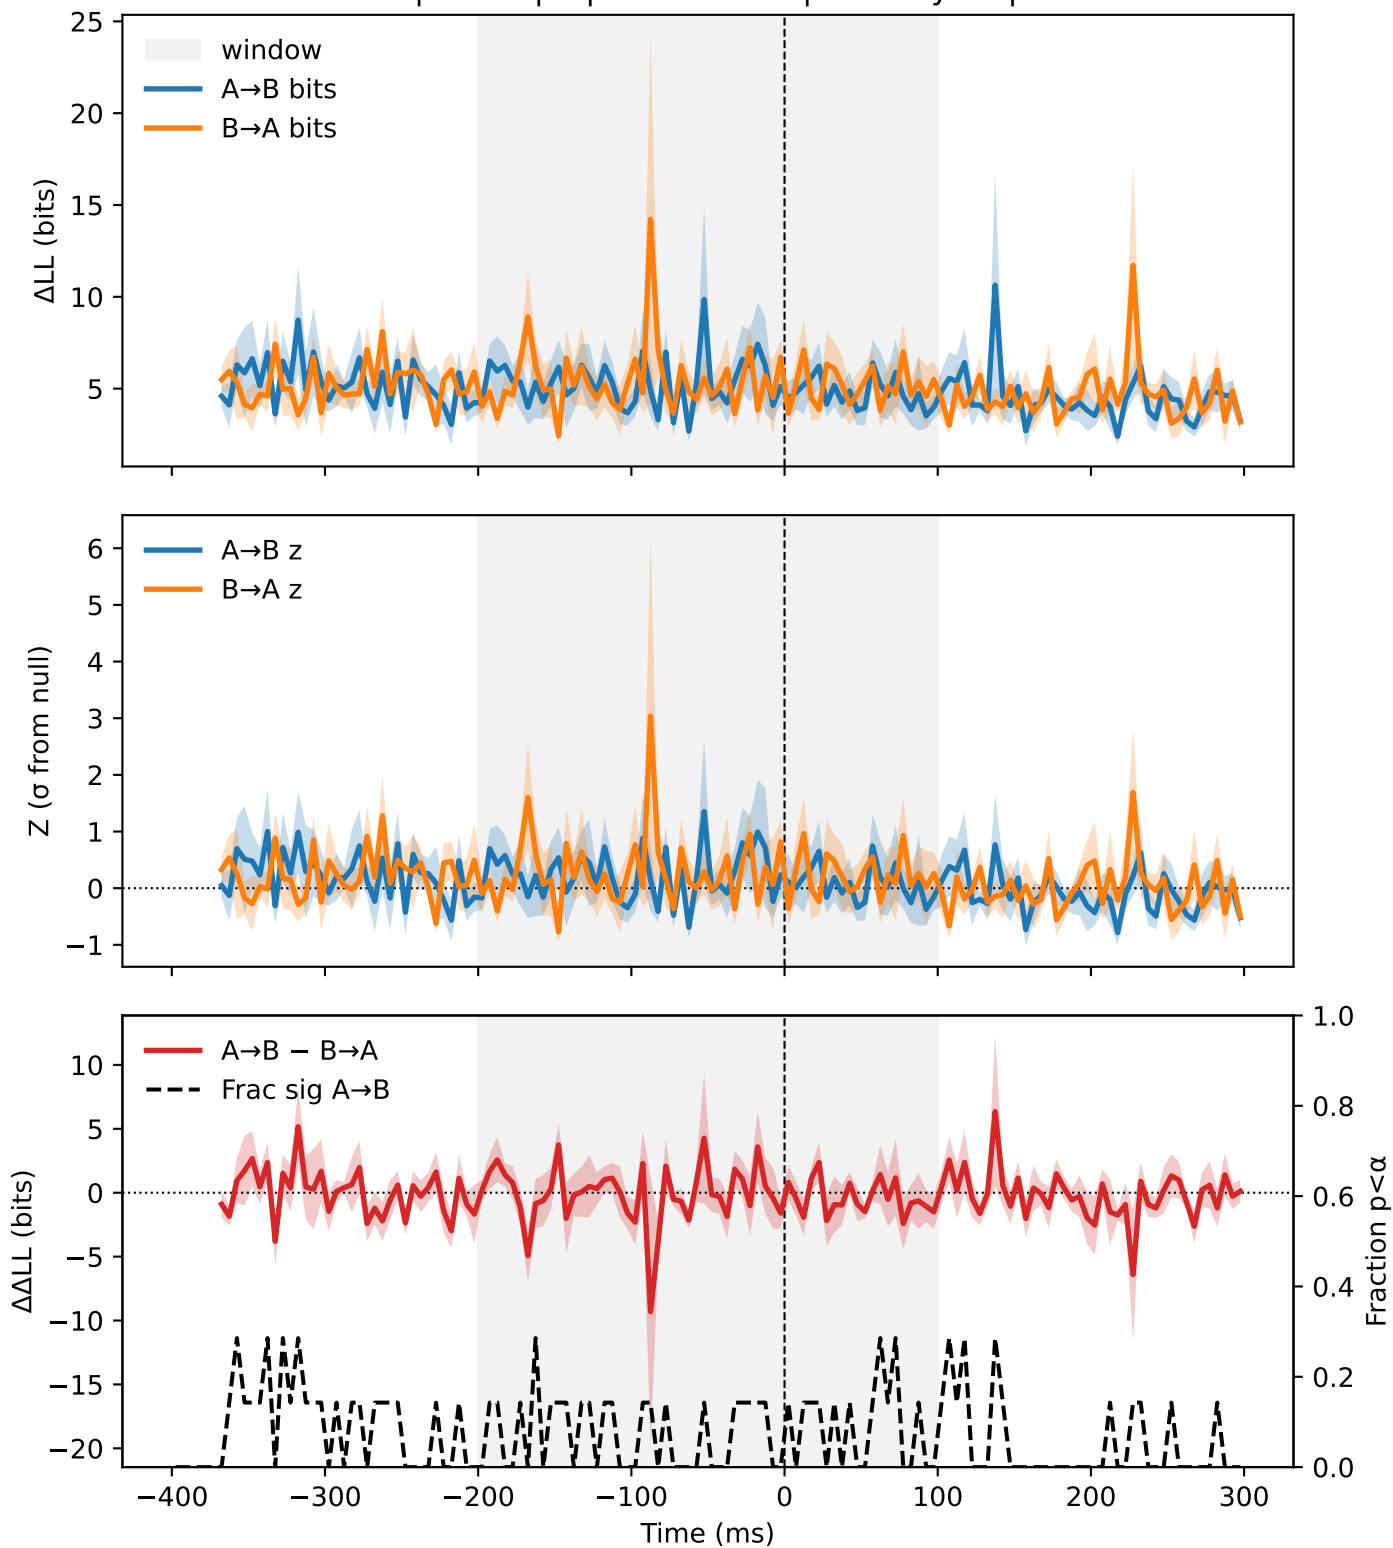 25
20
15
10
5
ΔLL (bits)
window
A→B bits
B→A bits
6
5
4
3
2
1
0
−1
Z (σ from null)
A→B z
B→A z
10
5
0
−5
−10
−15
−20
ΔΔLL (bits)
A→B − B→A
Frac sig A→B
1.0
0.8
0.6
0.4
0.2
0.0
Fraction p<α
−400
−300
−200
−100
0
100
200
300
Time (ms)